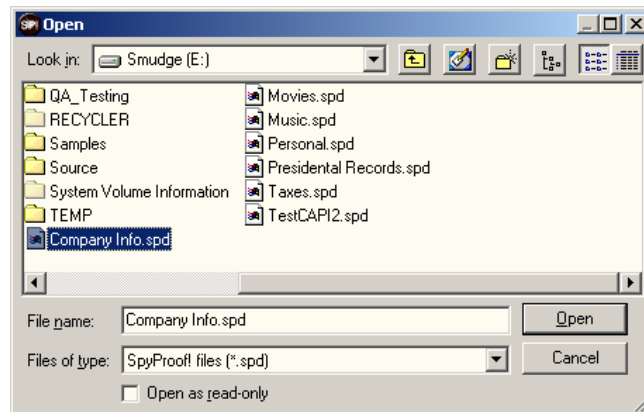 SPI Open
Look in: Smudge (E:)
QA_Testing
RECYCLER
Samples
Source
System Volume Information
TEMP
Company Info.spd
Movies.spd
Music.spd
Personal.spd
Presidental Records.spd
Taxes.spd
TestCAPI2.spd
File name: Company Info.spd Open
Files of type: SpyProof! files (*.spd) Cancel
Open as read-only